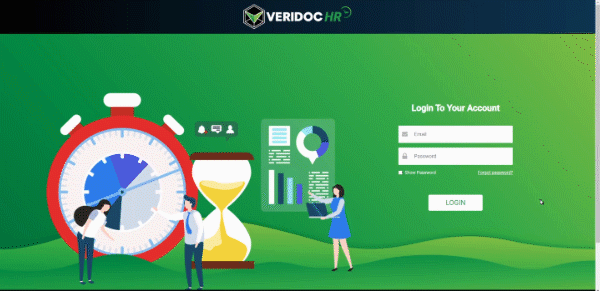 VERIDOC HR
Login To Your Account
Email
Password
Show Password
Forgot password?
LOGIN